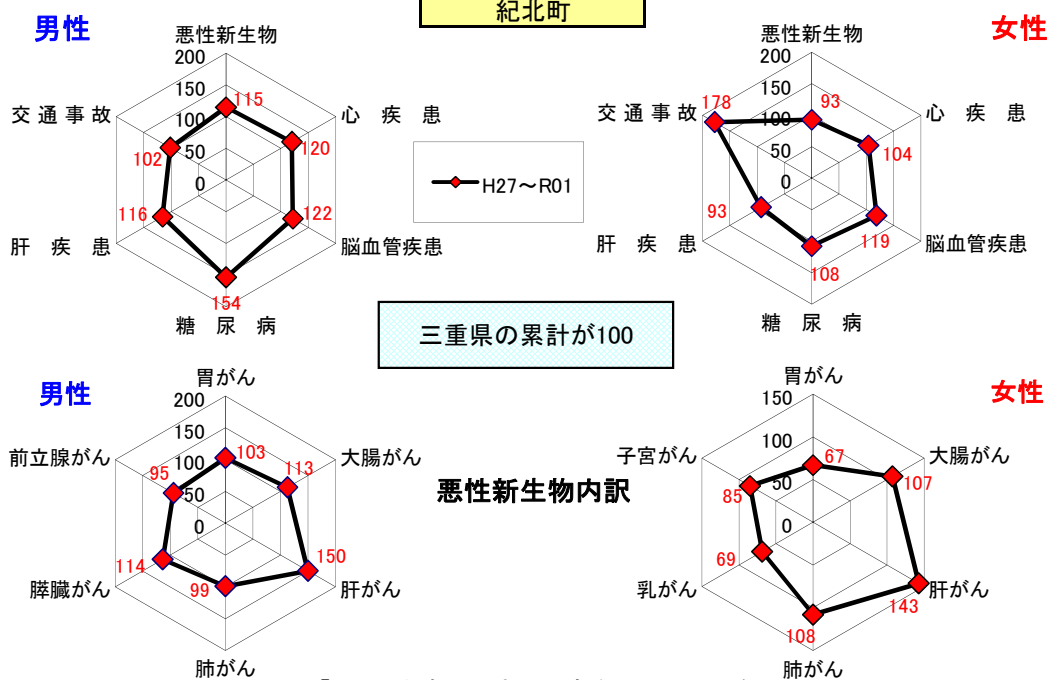 紀北町
男性
悪性新生物
200
150
100
50
0
115
心 疾 患
120
脳血管疾患
122
糖 尿 病
154
肝 疾 患
116
交 通 事 故
102
H27～R01
女性
悪性新生物
200
150
100
50
0
93
心 疾 患
104
脳血管疾患
119
糖 尿 病
108
肝 疾 患
93
交 通 事 故
178
三重県の累計が100
男性
胃がん
200
150
100
50
0
103
大腸がん
113
肝がん
150
肺がん
99
膵臓がん
114
前立腺がん
95
悪性新生物内訳
女性
胃がん
150
100
50
0
67
大腸がん
107
肝がん
143
肺がん
108
乳がん
69
子宮がん
85